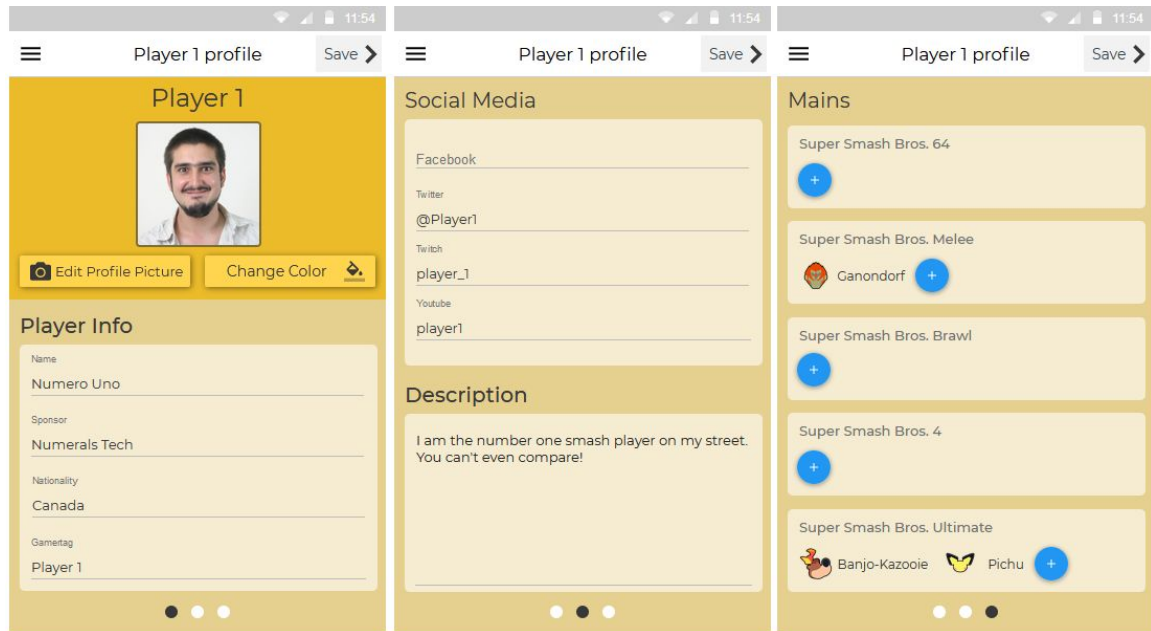 11:54
Player 1 profile
Save
Player 1
Edit Profile Picture
Change Color
Player Info
Name
Numero Uno
Sponsor
Numerals Tech
Nationality
Canada
Gamertag
Player 1
11:54
Player 1 profile
Save
Social Media
Facebook
Twitter
@Player1
Twitch
player_1
Youtube
player1
Description
I am the number one smash player on my street.
You can't even compare!
11:54
Player 1 profile
Save
Mains
Super Smash Bros. 64
+
Super Smash Bros. Melee
Ganondorf +
Super Smash Bros. Brawl
+
Super Smash Bros. 4
+
Super Smash Bros. Ultimate
Banjo-Kazooie Pichu +